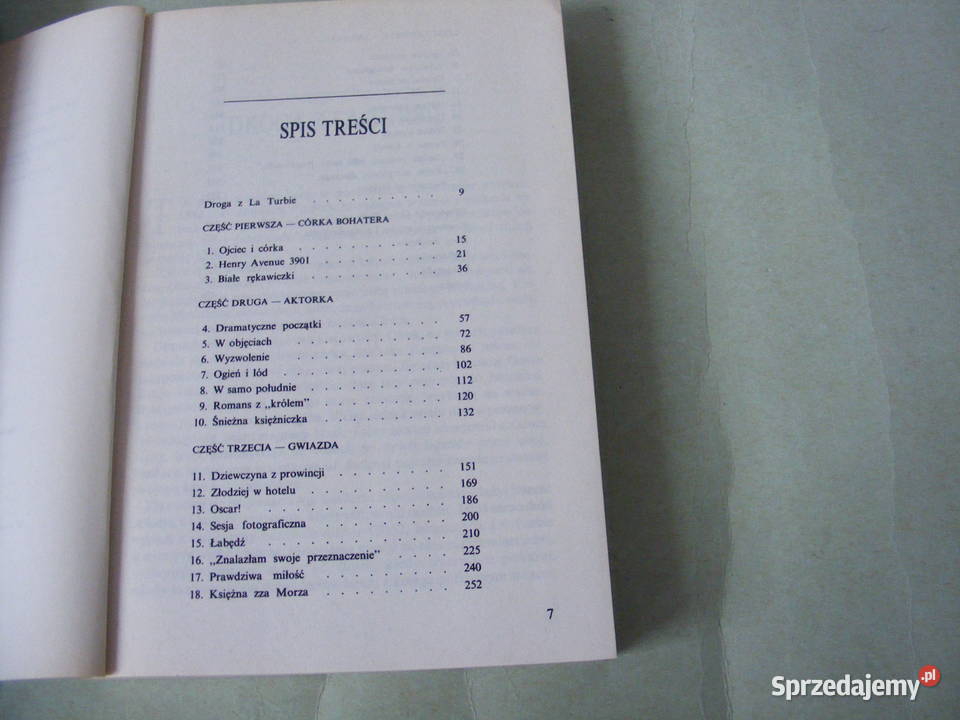 SPIS TREŚCI
Droga z La Turbie . . . . . . . . . . 9
CZĘŚĆ PIERWSZA — CÓRKA BOHATERA
1. Ojciec i córka . . . . . . . . . . . 15
2. Henry Avenue 3901 . . . . . . . . . 21
3. Białe rękawiczki . . . . . . . . . . 36
CZĘŚĆ DRUGA — AKTORKA
4. Dramatyczne początki . . . . . . . . 57
5. W objęciach . . . . . . . . . . . 72
6. Wyzwolenie . . . . . . . . . . . 86
7. Ogień i lód . . . . . . . . . . . . 102
8. W samo południe . . . . . . . . . . 112
9. Romans z „królem” . . . . . . . . . 120
10. Śnieżna księżniczka . . . . . . . . . 132
CZĘŚĆ TRZECIA — GWIAZDA
11. Dziewczyna z prowincji . . . . . . . . 151
12. Złodziej w hotelu . . . . . . . . . . 169
13. Oscar! . . . . . . . . . . . . . 186
14. Sesja fotograficzna . . . . . . . . . . 200
15. Łabędź . . . . . . . . . . . . . 210
16. „Znalazłam swoje przeznaczenie” . . . . 225
17. Prawdziwa miłość . . . . . . . . . 240
18. Księżna zza Morza . . . . . . . . . 252
7
Sprzedajemy.pl